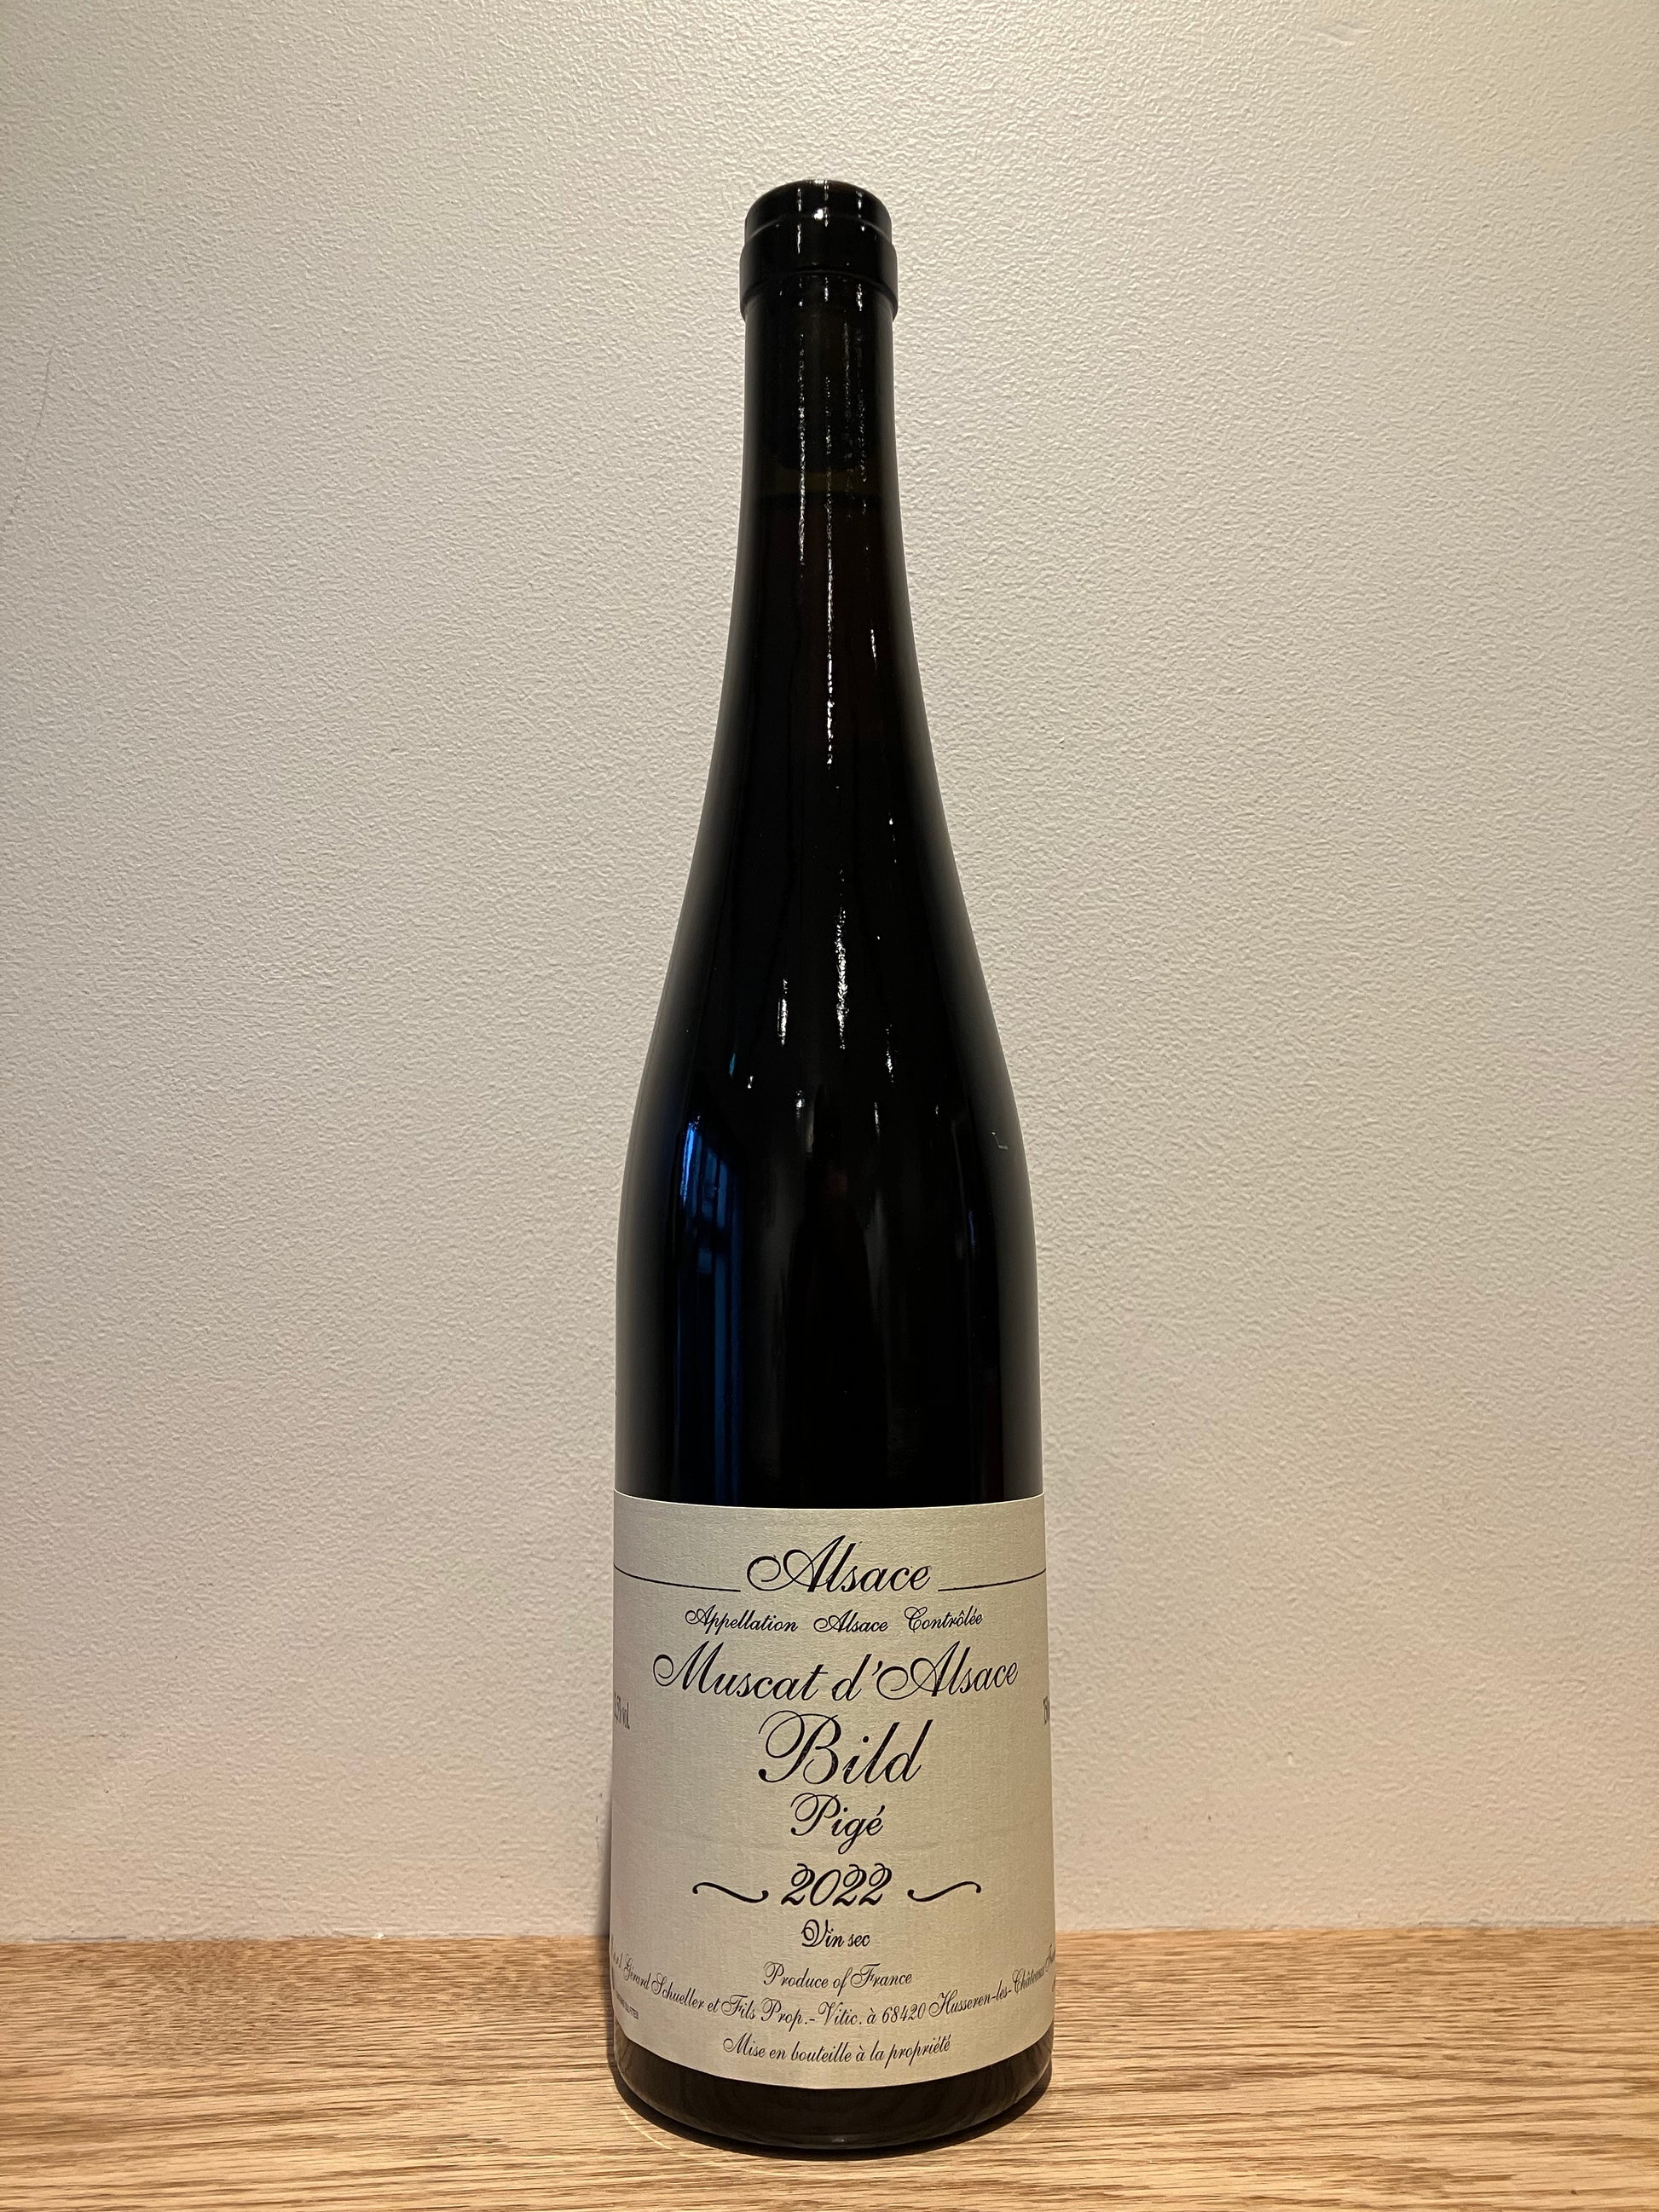 Alsace
Appellation Alsace Contrôlée
Muscat d'Alsace
Bild
Pigé
2022
Vin sec
Produce of France
Gérard Schueller et Fils Prop.-Vitic. à 68420 Husseren-les-Châteaux
Mise en bouteille à la propriété